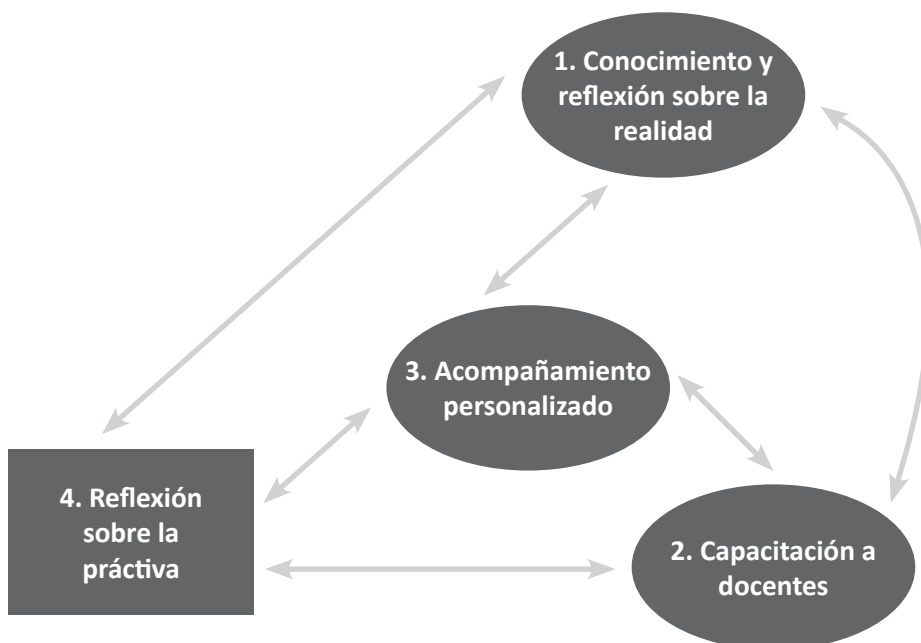 1. Conocimiento y
reflexión sobre la
realidad
3. Acompañamiento
personalizado
4. Reflexión
sobre la
práctiva
2. Capacitación a
docentes